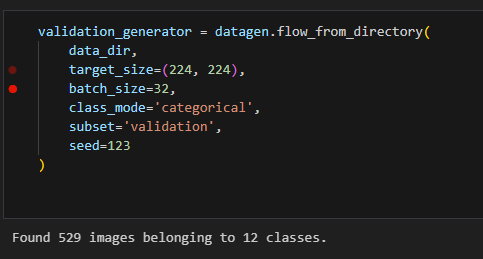 validation_generator = datagen.flow_from_directory(
    data_dir,
    target_size=(224, 224),
    batch_size=32,
    class_mode='categorical',
    subset='validation',
    seed=123
)
Found 529 images belonging to 12 classes.